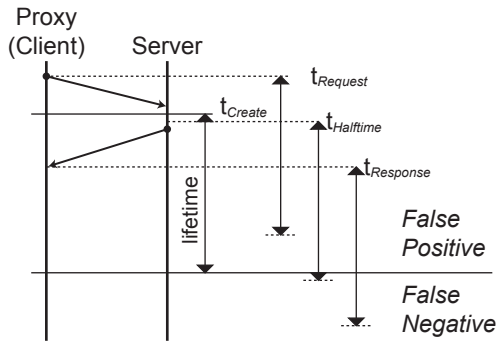 Proxy
(Client) Server
tRequest
tCreate
tHalftime
tResponse
lifetime
False
Positive
False
Negative